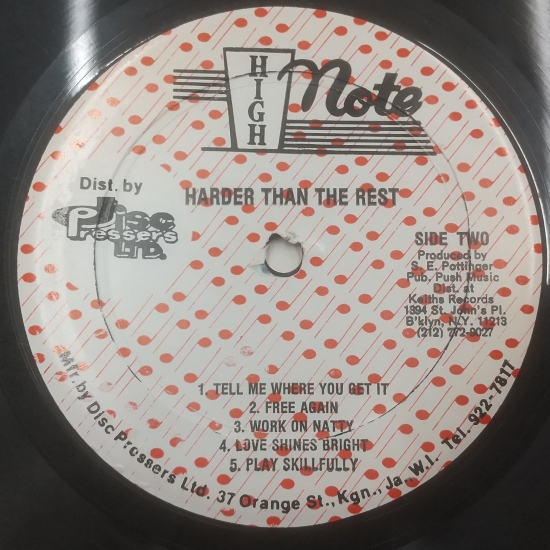 HIGH Note
Dist. by
Disc
Pressers
LTD.
HARDER THAN THE REST
SIDE TWO
Produced by
S. E. Pottinger
Pub. Push Music
Dist. at
Keiths Records
1394 St. John's Pl.
B'klyn, N.Y. 11213
(212) 772-9027
1. TELL ME WHERE YOU GET IT
2. FREE AGAIN
3. WORK ON NATTY
4. LOVE SHINES BRIGHT
5. PLAY SKILLFULLY
Mfr. by Disc Pressers Ltd. 37 Orange St., Kgn., Ja. W.I. Tel. 922-7817